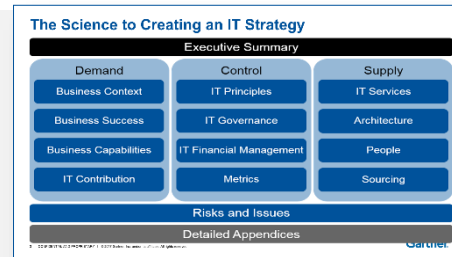 The Science to Creating an IT Strategy
Executive Summary
Demand
Business Context
Business Success
Business Capabilities
IT Contribution
Control
IT Principles
IT Governance
IT Financial Management
Metrics
Supply
IT Services
Architecture
People
Sourcing
Risks and Issues
Detailed Appendices
Gartner